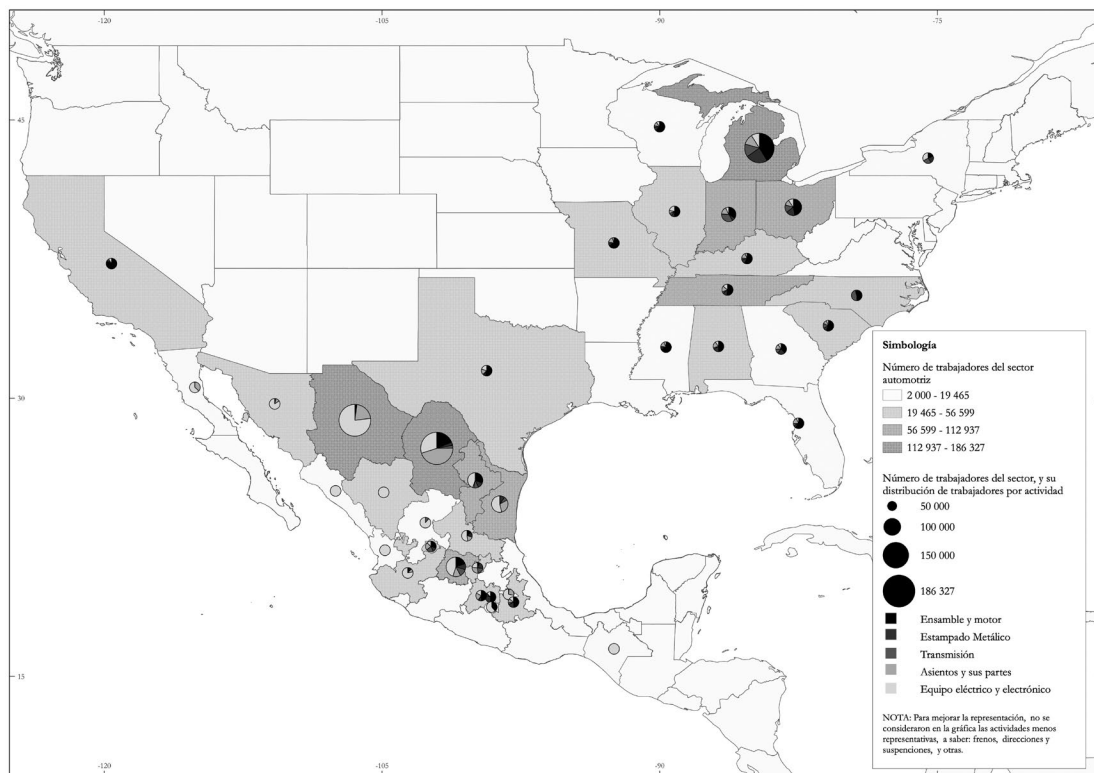 -120
-105
-90
-75
45
45
30
30
15
15
Simbología
Número de trabajadores del sector
automotriz
2 000 - 19 465
19 465 - 56 599
56 599 - 112 937
112 937 - 186 327
Número de trabajadores del sector, y su
distribución de trabajadores por actividad
50 000
100 000
150 000
186 327
Ensamble y motor
Estampado Metálico
Transmisión
Asientos y sus partes
Equipo eléctrico y electrónico
NOTA: Para mejorar la representación, no se
consideraron en la gráfica las actividades menos
representativas, a saber: frenos, direcciones y
suspenciones, y otras.
-120
-105
-90
-75